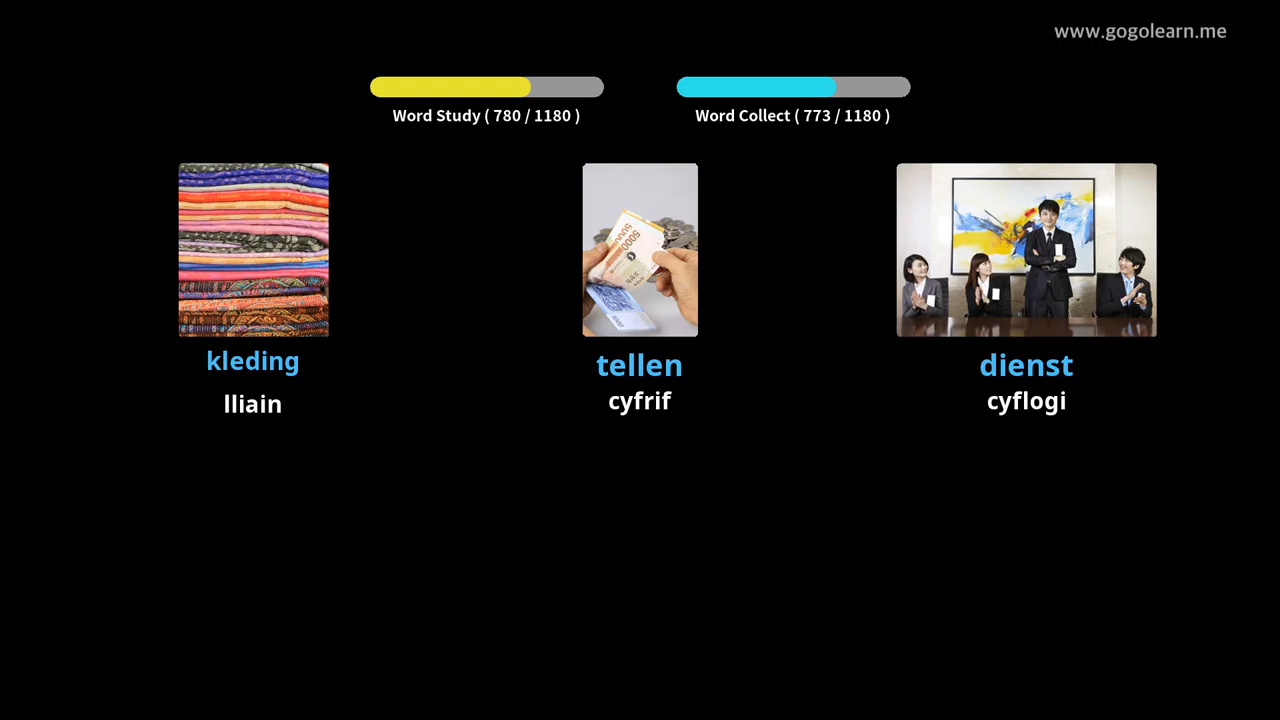 www.gogolearn.me
Word Study ( 780 / 1180 )
Word Collect ( 773 / 1180 )
kleding
lliain
tellen
cyfrif
dienst
cyflogi